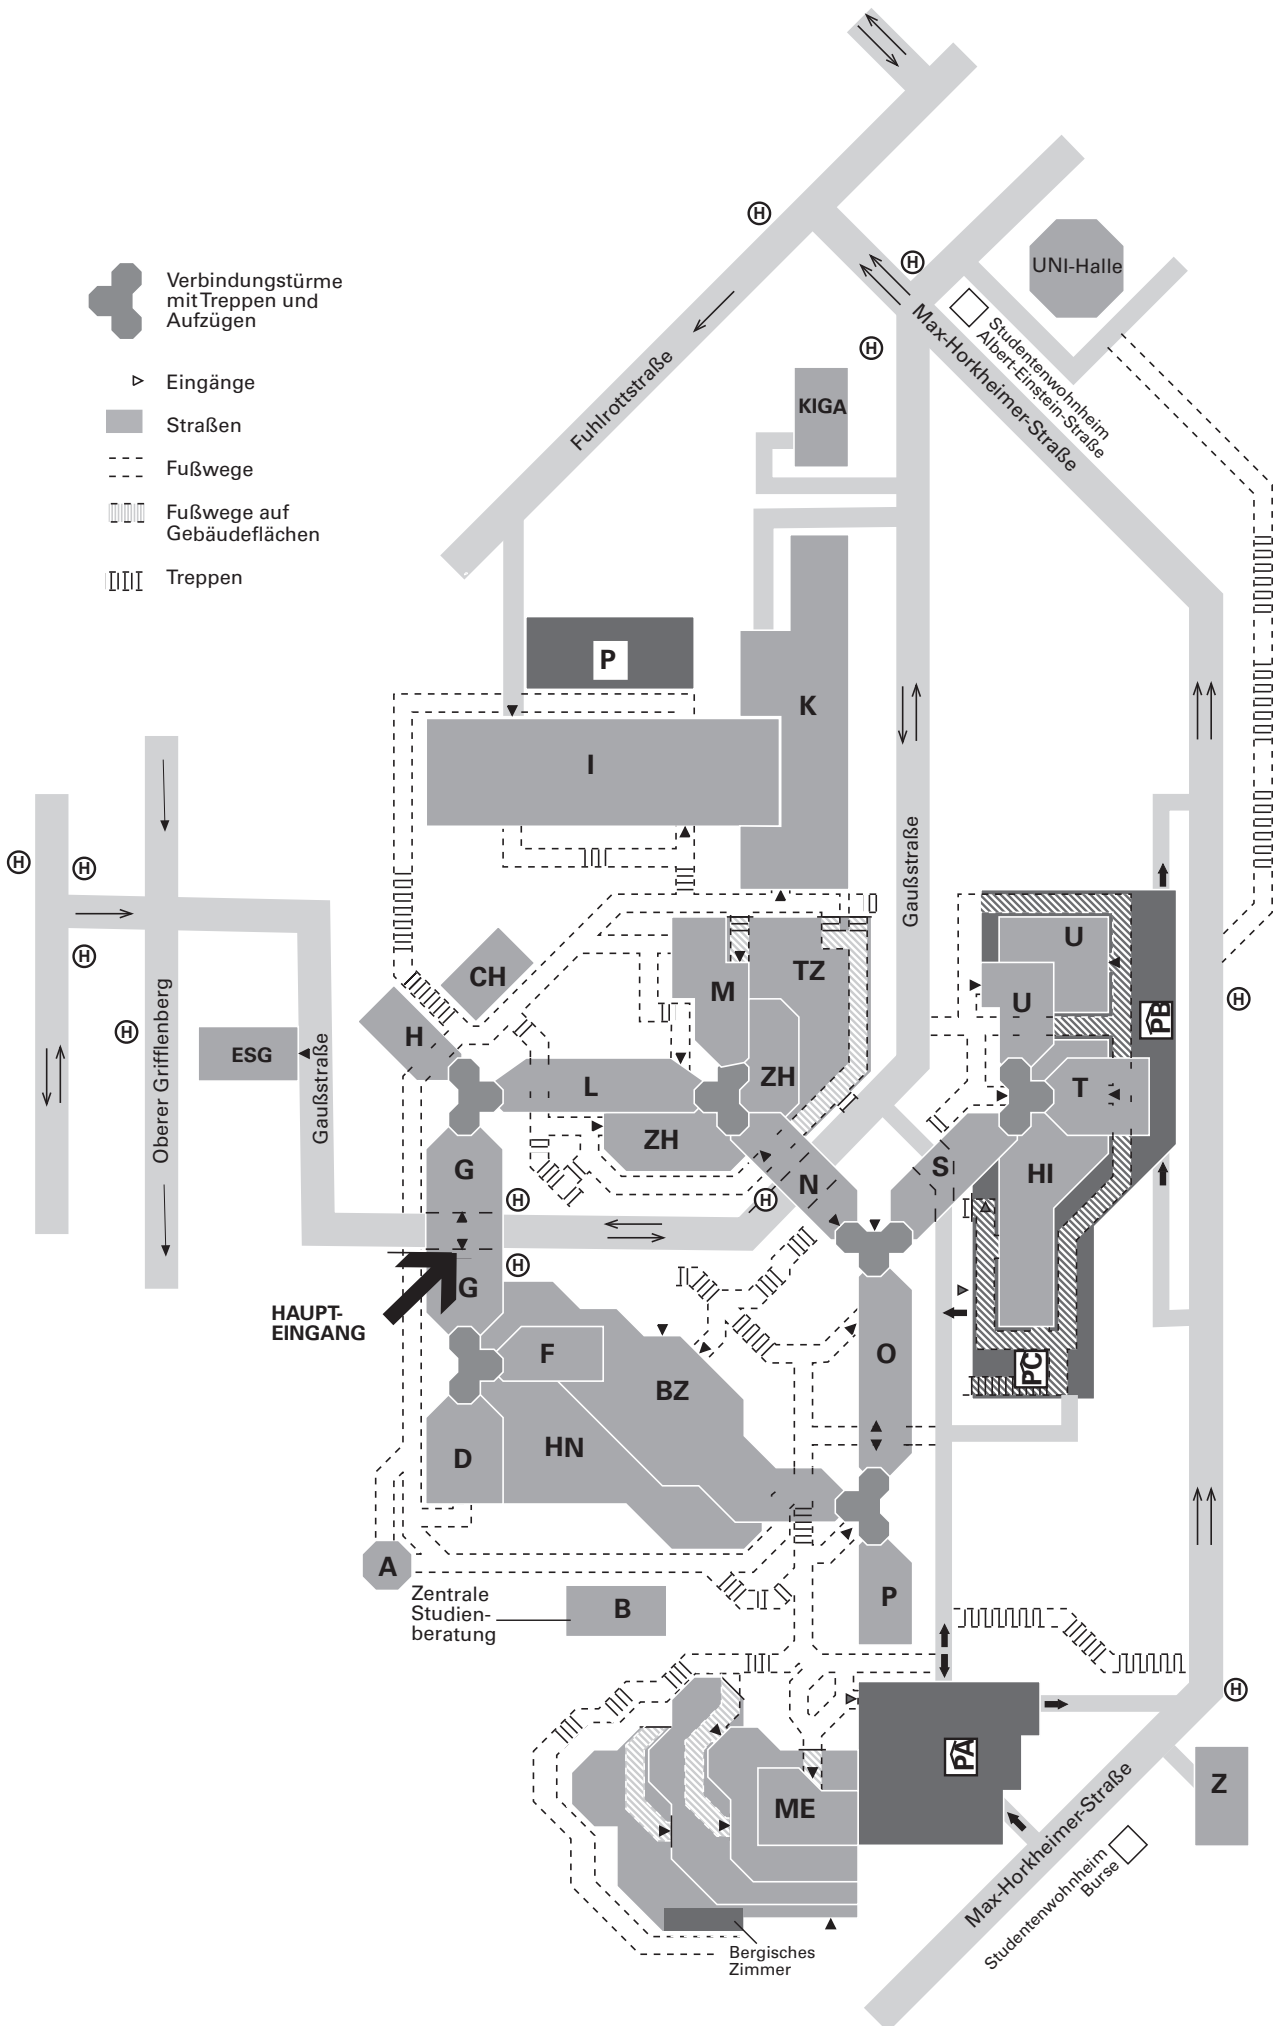 H
H
UNI-Halle
Verbindungstürme
mit Treppen und
Aufzügen
Studentenwohnheim
Albert-Einstein-Straße
Max-Horkheimer-Straße
H
Eingänge
Fuhlrottstraße
KIGA
Straßen
Fußwege
Fußwege auf
Gebäudeflächen
Treppen
P
K
I
Gaußstraße
H
H
H
U
CH
TZ
M
U
PB
H
H
H
ESG
Oberer Grifflenberg
Gaußstraße
L
ZH
T
ZH
G
S
HI
N
H
H
H
G
HAUPT-
EINGANG
F
O
PC
BZ
HN
D
A
Zentrale
Studien-
beratung
B
P
H
PA
Z
ME
Max-Horkheimer-Straße
Studentenwohnheim
Burse
Bergisches
Zimmer